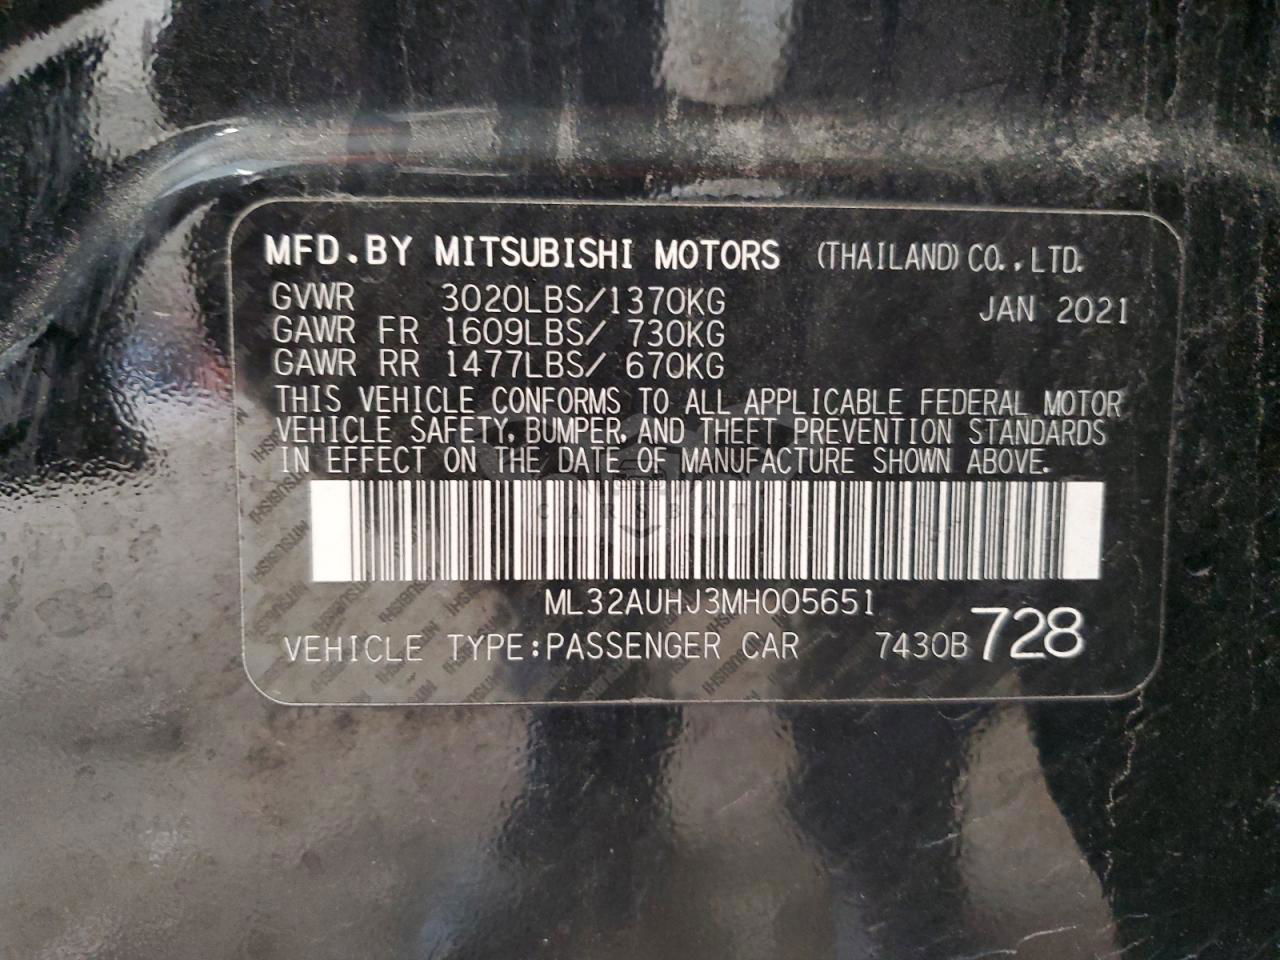 MFD.BY MITSUBISHI MOTORS (THAILAND)CO.,LTD.
GVWR 3020LBS/1370KG JAN 2021
GAWR FR 1609LBS/ 730KG
GAWR RR 1477LBS/ 670KG
THIS VEHICLE CONFORMS TO ALL APPLICABLE FEDERAL MOTOR
VEHICLE SAFETY, BUMPER, AND THEFT PREVENTION STANDARDS
IN EFFECT ON THE DATE OF MANUFACTURE SHOWN ABOVE.
ML32AUHJ3MH005651
VEHICLE TYPE:PASSENGER CAR 7430B 728